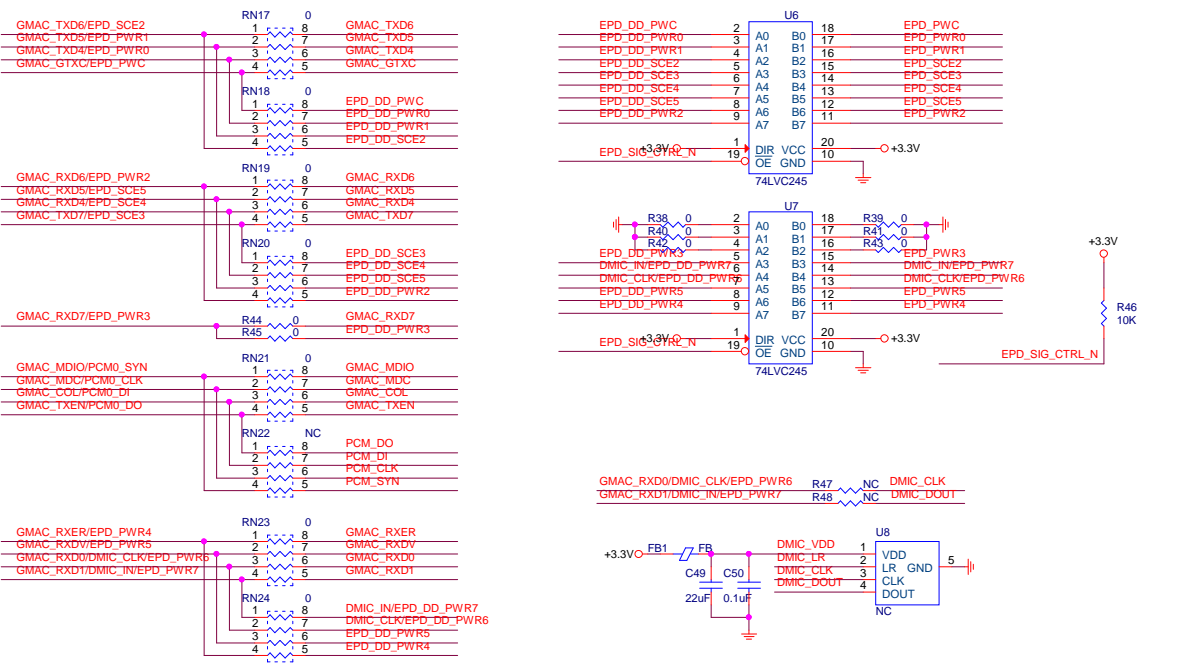 RN17 0
GMAC_TXD6/EPD_SCE2 1 8 GMAC_TXD6
GMAC_TXD5/EPD_PWR1 2 7 GMAC_TXD5
GMAC_TXD4/EPD_PWR0 3 6 GMAC_TXD4
GMAC_GTXC/EPD_PWC 4 5 GMAC_GTXC
RN18 0
1 8 EPD_DD_PWC
2 7 EPD_DD_PWR0
3 6 EPD_DD_PWR1
4 5 EPD_DD_SCE2
RN19 0
GMAC_RXD6/EPD_PWR2 1 8 GMAC_RXD6
GMAC_RXD5/EPD_SCE5 2 7 GMAC_RXD5
GMAC_RXD4/EPD_SCE4 3 6 GMAC_RXD4
GMAC_TXD7/EPD_SCE3 4 5 GMAC_TXD7
RN20 0
1 8 EPD_DD_SCE3
2 7 EPD_DD_SCE4
3 6 EPD_DD_SCE5
4 5 EPD_DD_PWR2
GMAC_RXD7/EPD_PWR3 R44 0 GMAC_RXD7
R45 0 EPD_DD_PWR3
RN21 0
GMAC_MDIO/PCM0_SYN 1 8 GMAC_MDIO
GMAC_MDC/PCM0_CLK 2 7 GMAC_MDC
GMAC_COL/PCM0_DI 3 6 GMAC_COL
GMAC_TXEN/PCM0_DO 4 5 GMAC_TXEN
RN22 NC
1 8 PCM_DO
2 7 PCM_DI
3 6 PCM_CLK
4 5 PCM_SYN
RN23 0
GMAC_RXER/EPD_PWR4 1 8 GMAC_RXER
GMAC_RXDV/EPD_PWR5 2 7 GMAC_RXDV
GMAC_RXD0/DMIC_CLK/EPD_PWR6 3 6 GMAC_RXD0
GMAC_RXD1/DMIC_IN/EPD_PWR7 4 5 GMAC_RXD1
RN24 0
1 8 DMIC_IN/EPD_DD_PWR7
2 7 DMIC_CLK/EPD_DD_PWR6
3 6 EPD_DD_PWR5
4 5 EPD_DD_PWR4
U6
EPD_DD_PWC 2 A0 B0 18 EPD_PWC
EPD_DD_PWR0 3 A1 B1 17 EPD_PWR0
EPD_DD_PWR1 4 A2 B2 16 EPD_PWR1
EPD_DD_SCE2 5 A3 B3 15 EPD_SCE2
EPD_DD_SCE3 6 A4 B4 14 EPD_SCE3
EPD_DD_SCE4 7 A5 B5 13 EPD_SCE4
EPD_DD_SCE5 8 A6 B6 12 EPD_SCE5
EPD_DD_PWR2 9 A7 B7 11 EPD_PWR2
+3.3V 1 DIR VCC 20 +3.3V
EPD_SIG_CTRL_N 19 OE GND 10
74LVC245
U7
R38 0 2 A0 B0 18 R39 0
R40 0 3 A1 B1 17 R41 0
R42 0 4 A2 B2 16 R43 0
EPD_DD_PWR3 5 A3 B3 15 EPD_PWR3
DMIC_IN/EPD_DD_PWR7 6 A4 B4 14 DMIC_IN/EPD_PWR7
DMIC_CLK/EPD_DD_PWR6 7 A5 B5 13 DMIC_CLK/EPD_PWR6
EPD_DD_PWR5 8 A6 B6 12 EPD_PWR5
EPD_DD_PWR4 9 A7 B7 11 EPD_PWR4
+3.3V 1 DIR VCC 20 +3.3V
EPD_SIG_CTRL_N 19 OE GND 10
74LVC245
+3.3V
R46
10K
EPD_SIG_CTRL_N
GMAC_RXD0/DMIC_CLK/EPD_PWR6 R47 NC DMIC_CLK
GMAC_RXD1/DMIC_IN/EPD_PWR7 R48 NC DMIC_DOUT
U8
+3.3V FB1 FB DMIC_VDD 1 VDD
DMIC_LR 2 LR GND 5
DMIC_CLK 3 CLK
DMIC_DOUT 4 DOUT
NC
C49 C50
22uF 0.1uF